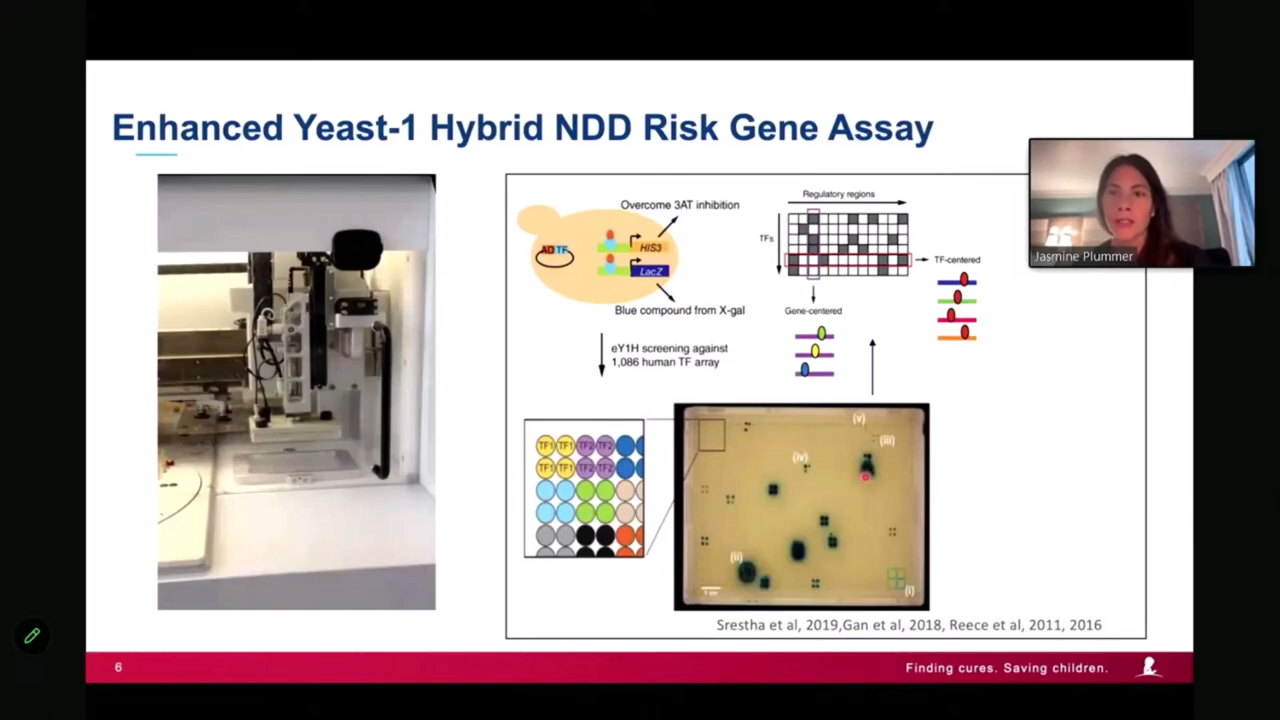 Enhanced Yeast-1 Hybrid NDD Risk Gene Assay
Jasmine Plummer
Overcome 3AT inhibition
AD TF
HIS3
LacZ
Blue compound from X-gal
eY1H screening against
1,086 human TF array
Regulatory regions
TFs
TF-centered
Gene-centered
TF1 TF1 TF2 TF2
TF1 TF1 TF2 TF2
(v)
(iii)
(iv)
(ii)
(i)
Srestha et al, 2019,Gan et al, 2018, Reece et al, 2011, 2016
6
Finding cures. Saving children.